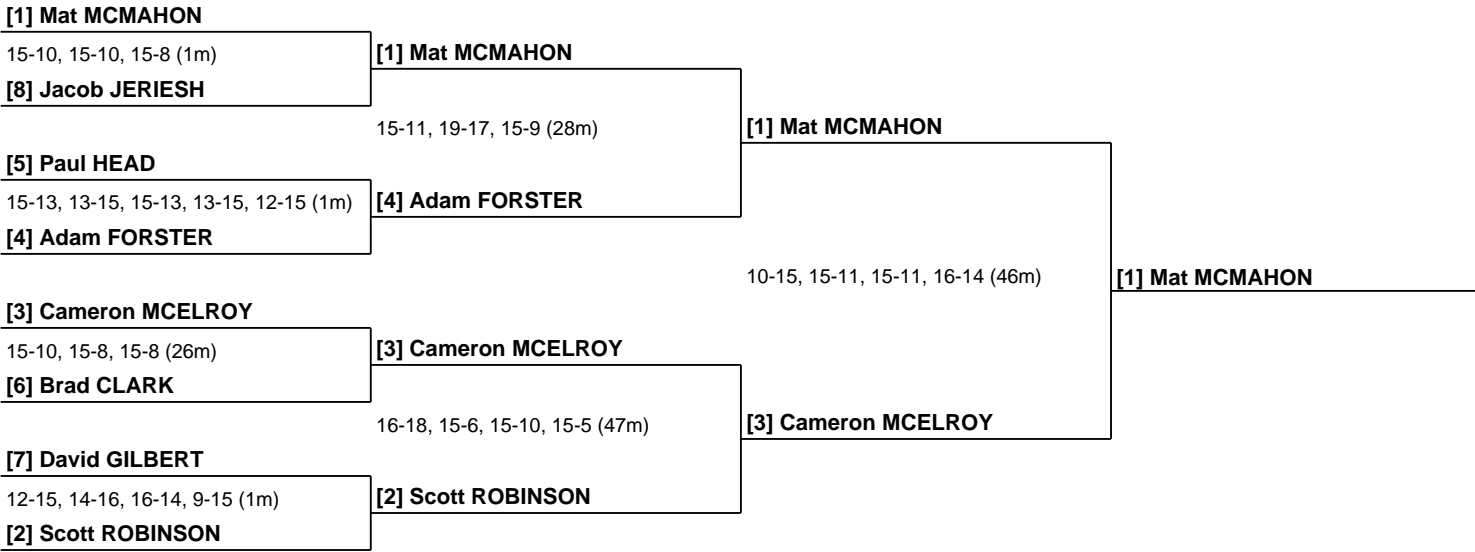 [1] Mat MCMAHON
15-10, 15-10, 15-8 (1m)
[1] Mat MCMAHON
[8] Jacob JERIESH
15-11, 19-17, 15-9 (28m)
[1] Mat MCMAHON
[5] Paul HEAD
15-13, 13-15, 15-13, 13-15, 12-15 (1m)
[4] Adam FORSTER
[4] Adam FORSTER
10-15, 15-11, 15-11, 16-14 (46m)
[1] Mat MCMAHON
[3] Cameron MCELROY
15-10, 15-8, 15-8 (26m)
[3] Cameron MCELROY
[6] Brad CLARK
16-18, 15-6, 15-10, 15-5 (47m)
[3] Cameron MCELROY
[7] David GILBERT
12-15, 14-16, 16-14, 9-15 (1m)
[2] Scott ROBINSON
[2] Scott ROBINSON